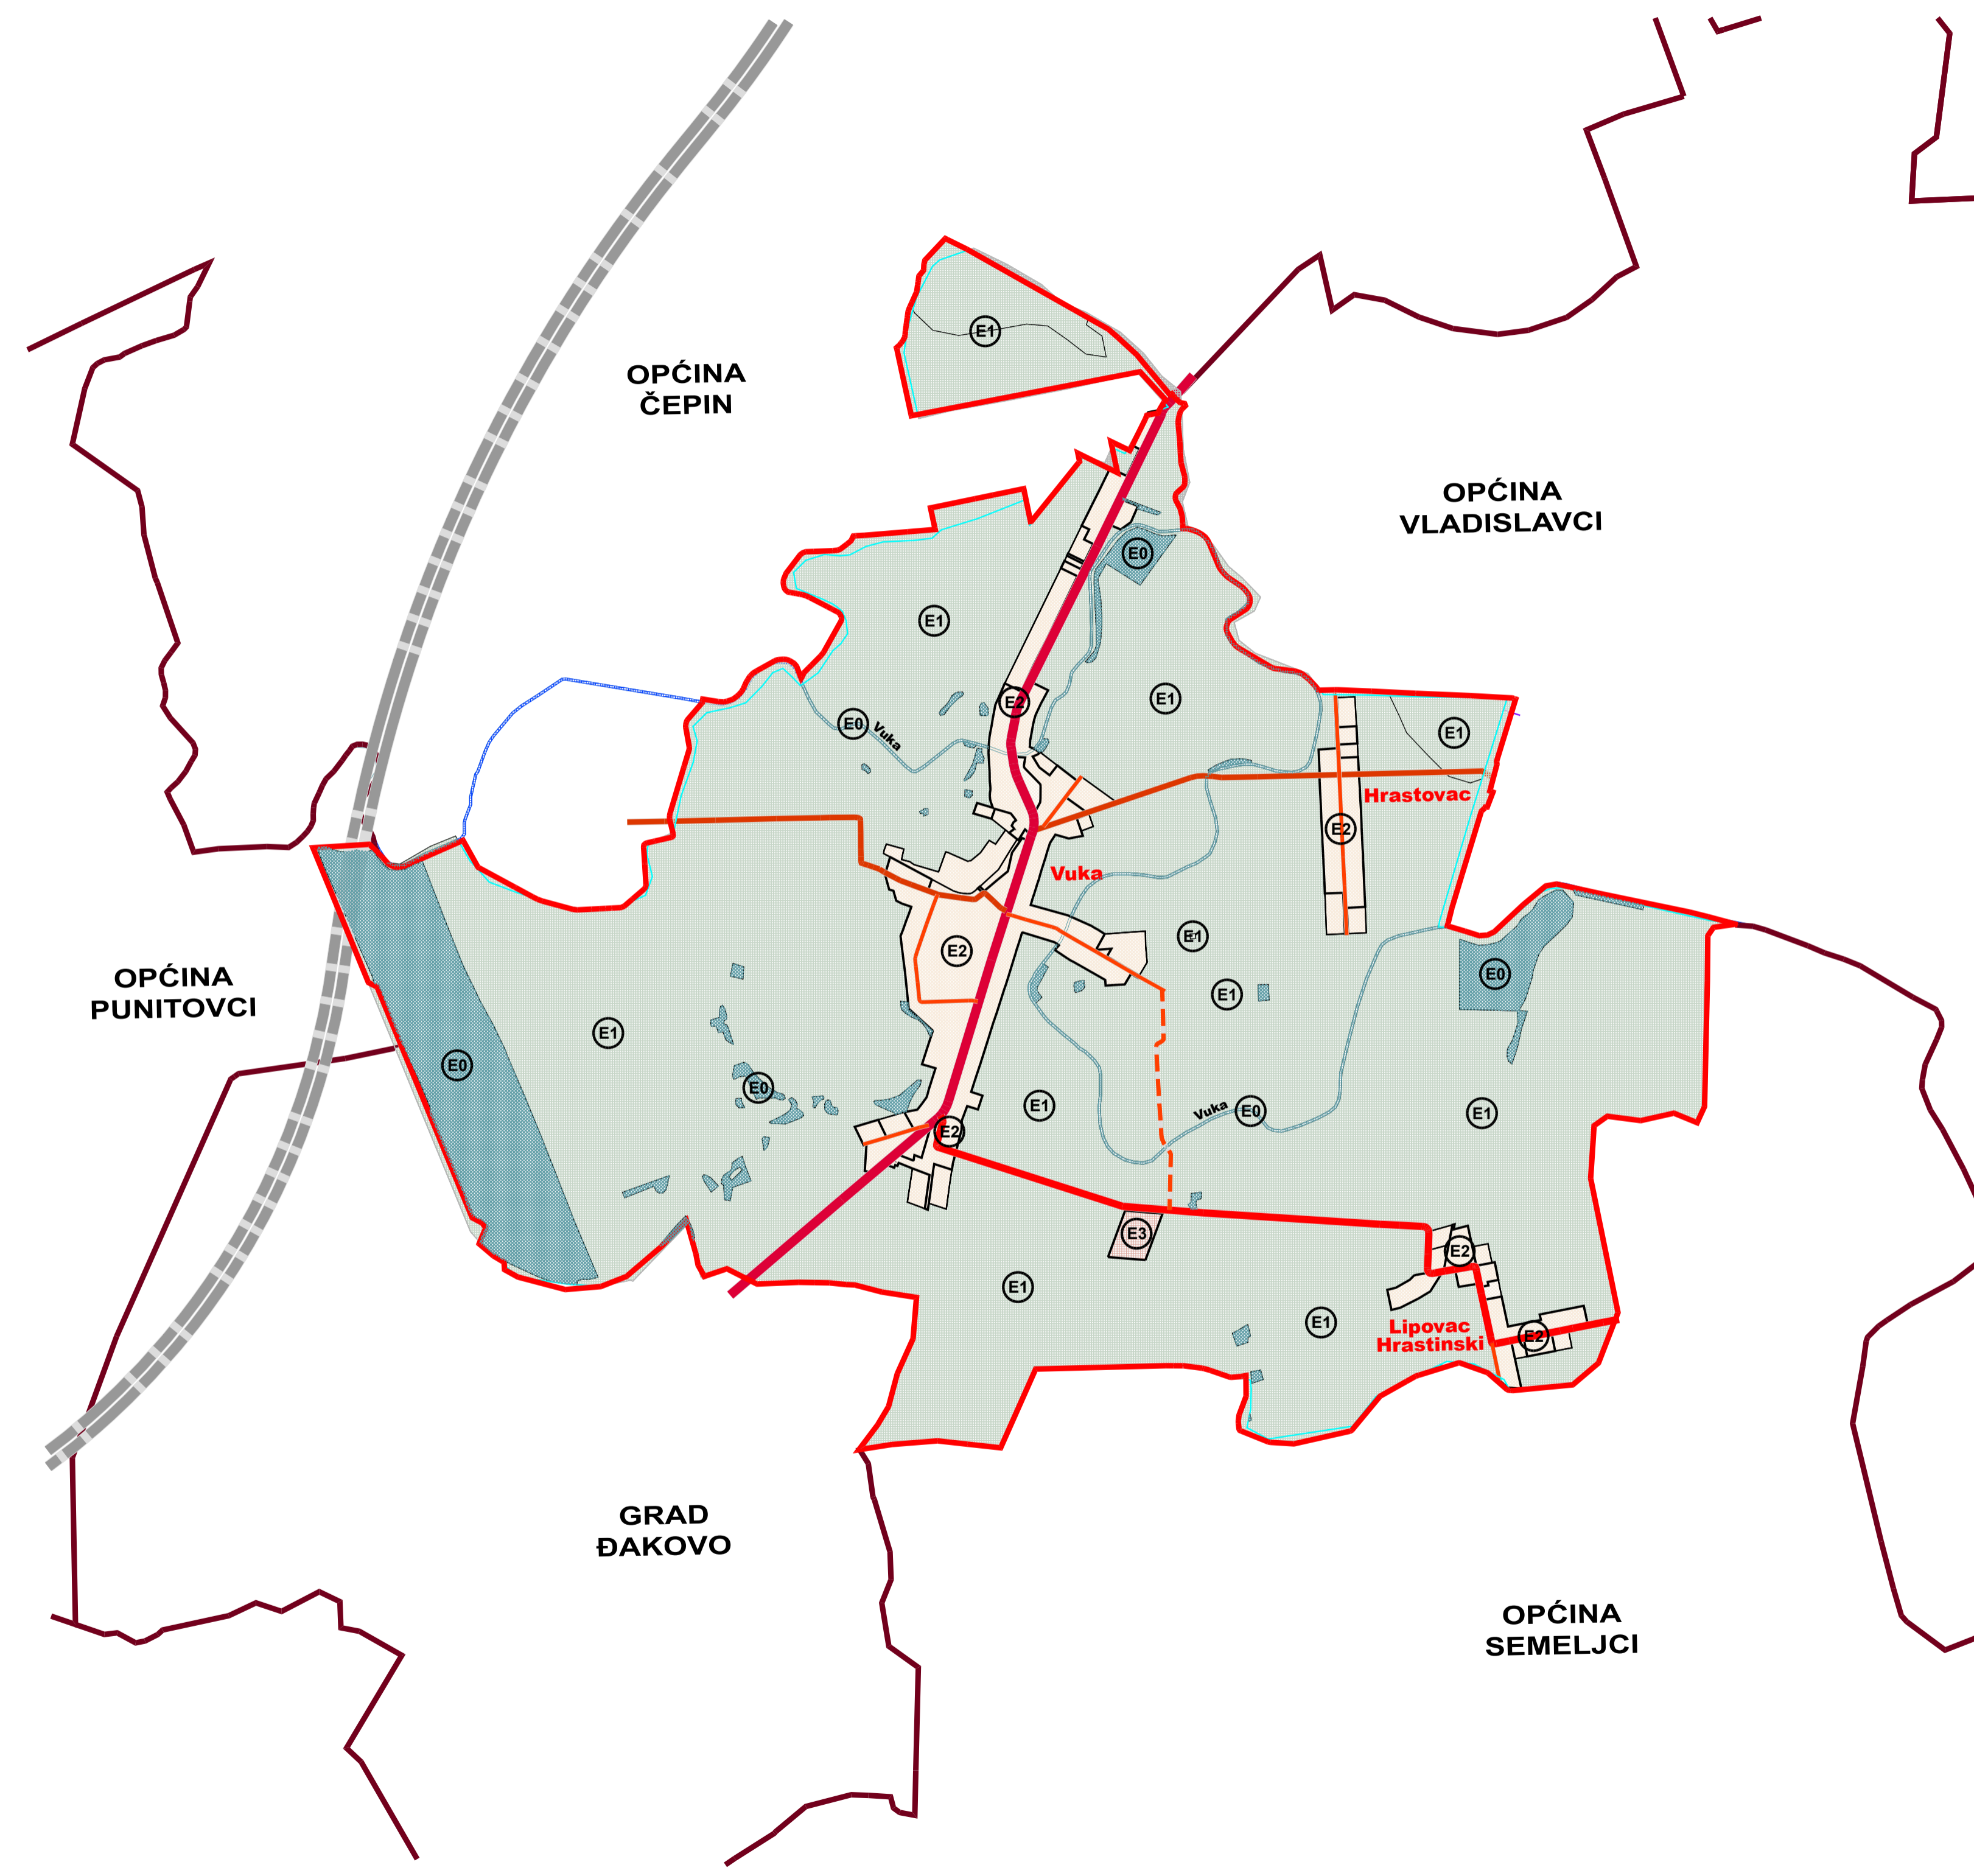 E1
OPĆINA
ČEPIN
OPĆINA
VLADISLAVCI
E0
E1
E1
E2
E0
Vuka
E1
Hrastovac
E2
Vuka
E1
E2
E0
OPĆINA
PUNITOVCI
E1
E1
E0
E0
E1
Vuka
E0
E1
E2
E3
E2
E1
E1
Lipovac
Hrastinski
E2
GRAD
ĐAKOVO
OPĆINA
SEMELJCI